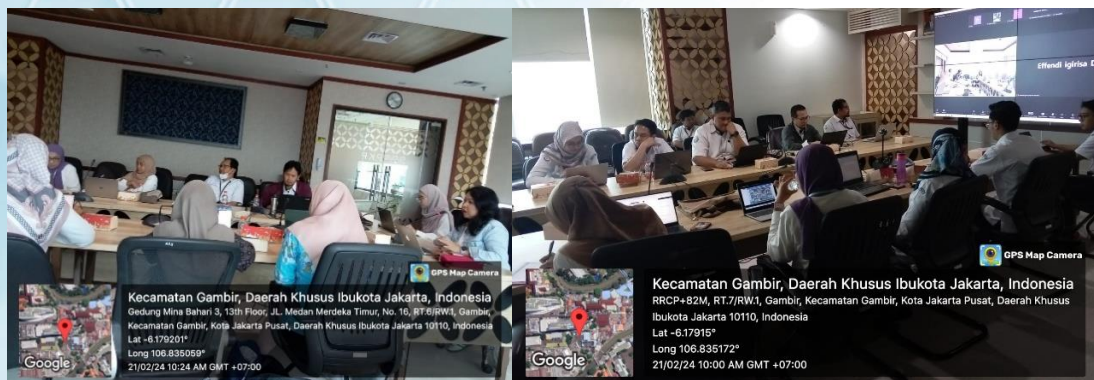 GPS Map Camera
Kecamatan Gambir, Daerah Khusus Ibukota Jakarta, Indonesia
Gedung Mina Bahari 3, 13th Floor, JL. Medan Merdeka Timur, No. 16, RT.6/RW.1, Gambir,
Kecamatan Gambir, Kota Jakarta Pusat, Daerah Khusus Ibukota Jakarta 10110, Indonesia
Lat -6.179201°
Long 106.835059°
21/02/24 10:24 AM GMT +07:00
Google
Effendi igirisa D
GPS Map Camera
Kecamatan Gambir, Daerah Khusus Ibukota Jakarta, Indonesia
RRCP+82M, RT.7/RW.1, Gambir, Kecamatan Gambir, Kota Jakarta Pusat, Daerah Khusus
Ibukota Jakarta 10110, Indonesia
Lat -6.17915°
Long 106.835172°
21/02/24 10:00 AM GMT +07:00
Google